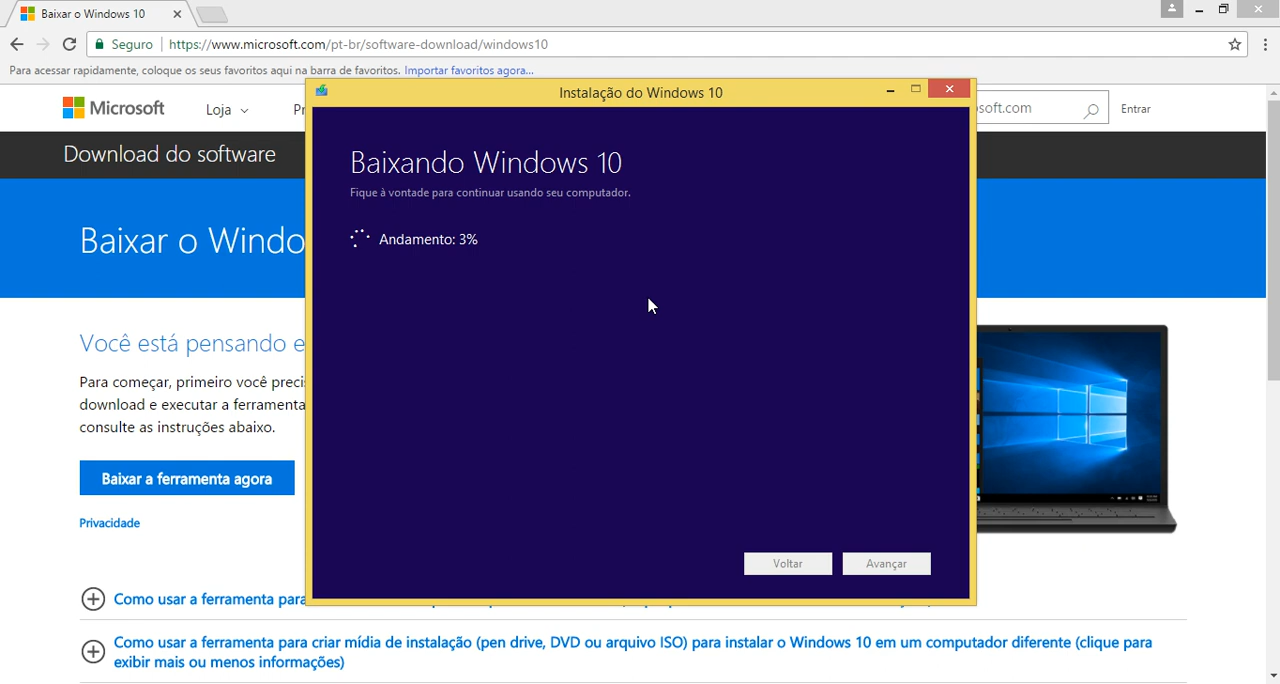 Baixar o Windows 10
Seguro
https://www.microsoft.com/pt-br/software-download/windows10
Para acessar rapidamente, coloque os seus favoritos aqui na barra de favoritos. Importar favoritos agora...
Microsoft
Loja
Entrar
Instalação do Windows 10
Download do software
Baixando Windows 10
Fique à vontade para continuar usando seu computador.
Andamento: 3%
Baixar o Windo
Você está pensando e
Para começar, primeiro você preci
download e executar a ferramenta
consulte as instruções abaixo.
Baixar a ferramenta agora
Privacidade
Voltar
Avançar
Como usar a ferramenta para
Como usar a ferramenta para criar mídia de instalação (pen drive, DVD ou arquivo ISO) para instalar o Windows 10 em um computador diferente (clique para
exibir mais ou menos informações)